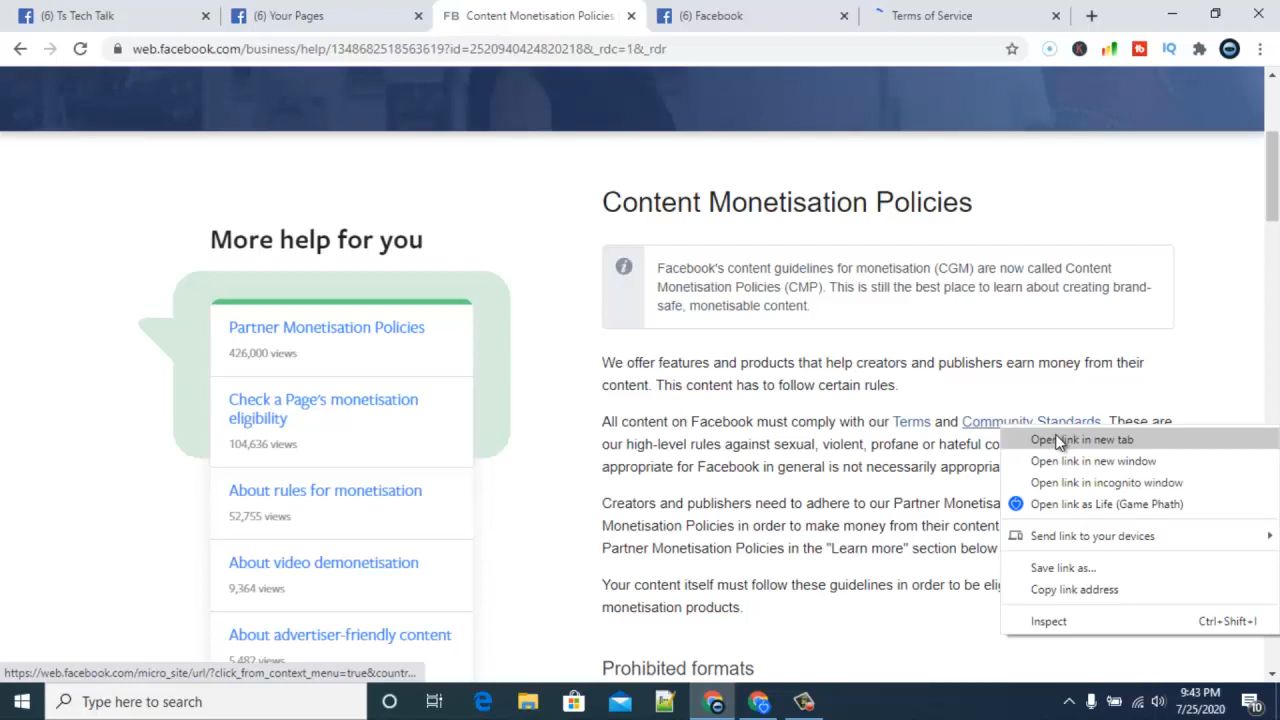 (6) Ts Tech Talk
(6) Your Pages
FB Content Monetisation Policies
(6) Facebook
Terms of Service
web.facebook.com/business/help/1348682518563619?id=25209404248202​18&_rdc=1&_rdr
Content Monetisation Policies
More help for you
Facebook's content guidelines for monetisation (CGM) are now called Content
Monetisation Policies (CMP). This is still the best place to learn about creating brand-
safe, monetisable content.
Partner Monetisation Policies
426,000 views
Check a Page's monetisation
eligibility
104,636 views
About rules for monetisation
52,755 views
About video demonetisation
9,364 views
About advertiser-friendly content
5,482 views
We offer features and products that help creators and publishers earn money from their
content. This content has to follow certain rules.
All content on Facebook must comply with our Terms and Community Standards. These are
our high-level rules against sexual, violent, profane or hateful co
appropriate for Facebook in general is not necessarily appropria
Creators and publishers need to adhere to our Partner Monetisa
Monetisation Policies in order to make money from their content
Partner Monetisation Policies in the "Learn more" section below
Your content itself must follow these guidelines in order to be elig
monetisation products.
Prohibited formats
Open link in new tab
Open link in new window
Open link in incognito window
Open link as Life (Game Phath)
Send link to your devices
Save link as...
Copy link address
Inspect Ctrl+Shift+I
https://web.facebook.com/micro_site/url/?click_from_context_menu=true&countr...
Type here to search
9:43 PM
7/25/2020
10